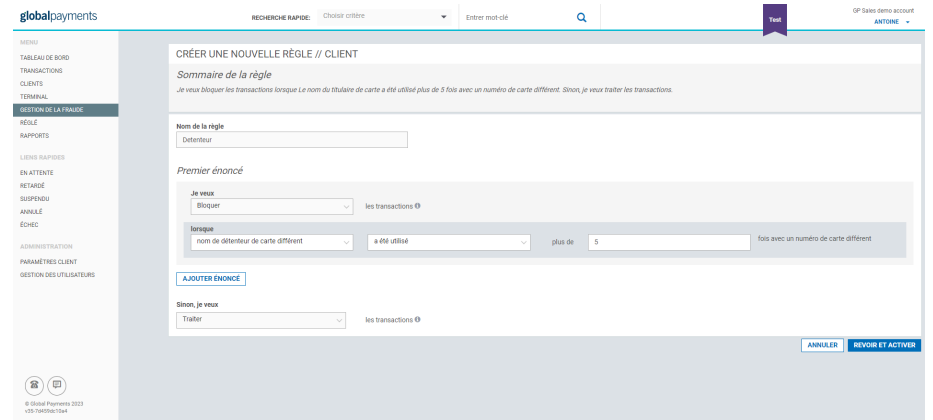 globalpayments
RECHERCHE RAPIDE: Choisir critère Entrer mot-clé
Test
GP Sales demo account
ANTOINE
MENU
TABLEAU DE BORD
TRANSACTIONS
CLIENTS
TERMINAL
GESTION DE LA FRAUDE
RÉGLÉ
RAPPORTS
LIENS RAPIDES
EN ATTENTE
RETARDÉ
SUSPENDU
ANNULÉ
ÉCHEC
ADMINISTRATION
PARAMÈTRES CLIENT
GESTION DES UTILISATEURS
© Global Payments 2023
v35-7d459dc10a4
CRÉER UNE NOUVELLE RÈGLE // CLIENT
Sommaire de la règle
Je veux bloquer les transactions lorsque Le nom du titulaire de carte a été utilisé plus de 5 fois avec un numéro de carte différent. Sinon, je veux traiter les transactions.
Nom de la règle
Detenteur
Premier énoncé
Je veux
Bloquer les transactions
lorsque
nom de détenteur de carte différent a été utilisé plus de 5 fois avec un numéro de carte différent
AJOUTER ÉNONCÉ
Sinon, je veux
Traiter les transactions
ANNULER REVOIR ET ACTIVER